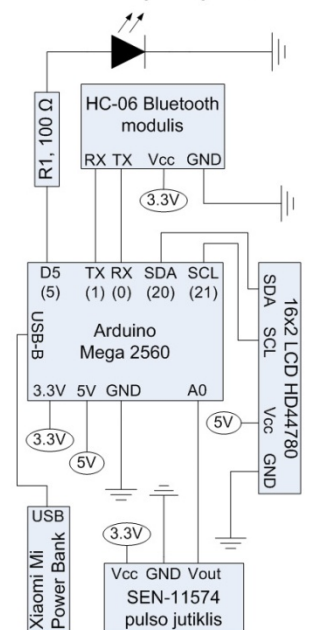 R1, 100 Ω
HC-06 Bluetooth
modulis
RX TX Vcc GND
3.3V
D5 TX RX SDA SCL
(5) (1) (0) (20) (21)
USB-B
Arduino
Mega 2560
3.3V 5V GND A0
3.3V
5V
SDA SCL Vcc GND
16x2 LCD HD44780
5V
USB
Xiaomi Mi
Power Bank
3.3V
Vcc GND Vout
SEN-11574
pulso jutiklis